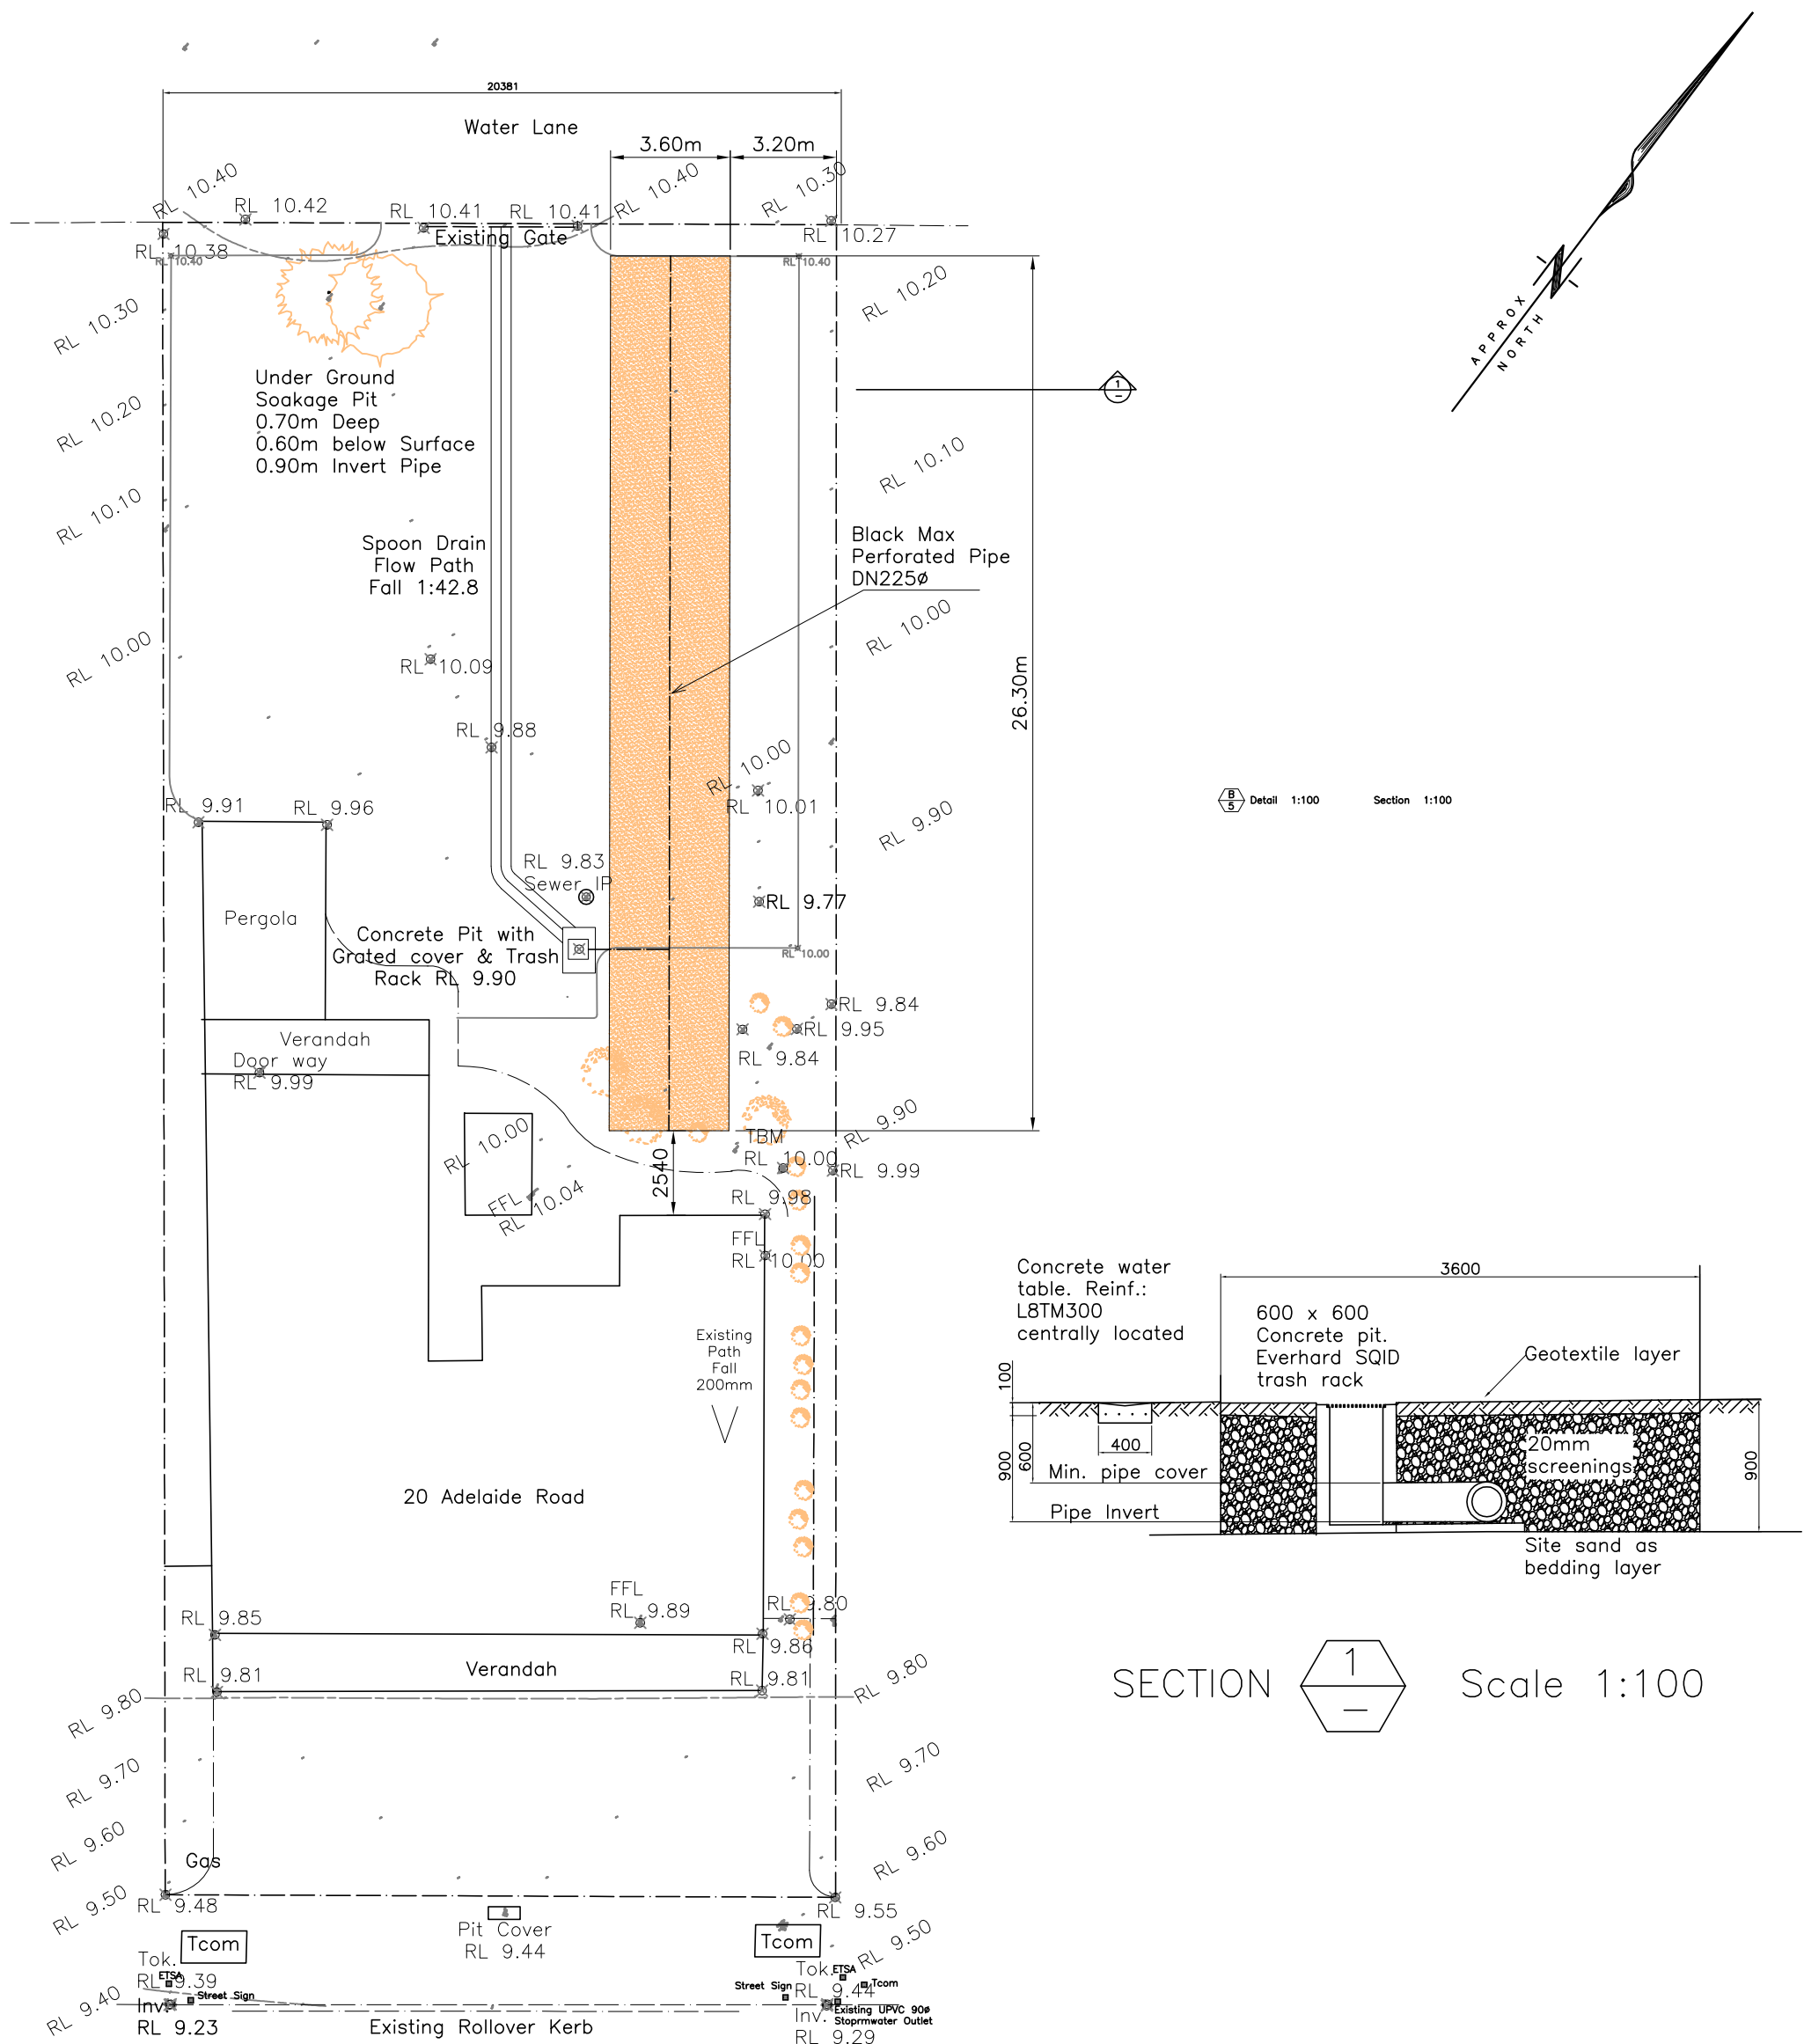 20381
Water Lane
3.60m
3.20m
RL 10.40
RL 10.42
RL 10.41
RL 10.41
RL 10.40
RL 10.30
RL 10.38
RL 10.40
Existing Gate
RL 10.27
RL 10.40
RL 10.30
RL 10.20
APPROX
NORTH
Under Ground
Soakage Pit
0.70m Deep
0.60m below Surface
0.90m Invert Pipe
1
–
RL 10.20
RL 10.10
RL 10.10
Spoon Drain
Flow Path
Fall 1:42.8
Black Max
Perforated Pipe
DN225ø
RL 10.00
RL 10.00
RL 10.09
26.30m
RL 9.88
RL 10.00
RL 10.01
RL 9.90
B
5
Detail 1:100
Section 1:100
RL 9.91
RL 9.96
RL 9.83
Sewer IP
RL 9.77
Pergola
Concrete Pit with
Grated cover & Trash
Rack RL 9.90
RL 10.00
RL 9.84
RL 9.95
RL 9.84
Verandah
Door way
RL 9.99
RL 10.00
FFL
RL 10.04
2540
TBM
RL 10.00
RL 9.90
RL 9.99
RL 9.98
FFL
RL 10.00
Existing
Path
Fall
200mm
20 Adelaide Road
Concrete water
table. Reinf.:
L8TM300
centrally located
3600
600 x 600
Concrete pit.
Everhard SQID
trash rack
Geotextile layer
100
400
900
600
Min. pipe cover
Pipe Invert
20mm
screenings
900
Site sand as
bedding layer
FFL
RL 9.89
RL 9.80
RL 9.85
RL 9.86
Verandah
RL 9.81
RL 9.81
RL 9.80
RL 9.80
SECTION
1
–
Scale 1:100
RL 9.70
RL 9.70
RL 9.60
RL 9.60
Gas
RL 9.50
RL 9.48
RL 9.55
Pit Cover
RL 9.44
RL 9.50
Tcom
Tcom
Tok.
RL 9.39
ETSA
Street Sign
Inv.
RL 9.23
RL 9.40
Existing Rollover Kerb
Street Sign
Tok.
RL 9.44
ETSA
Tcom
Inv.
RL 9.29
Existing UPVC 90ø
Stoprmwater Outlet